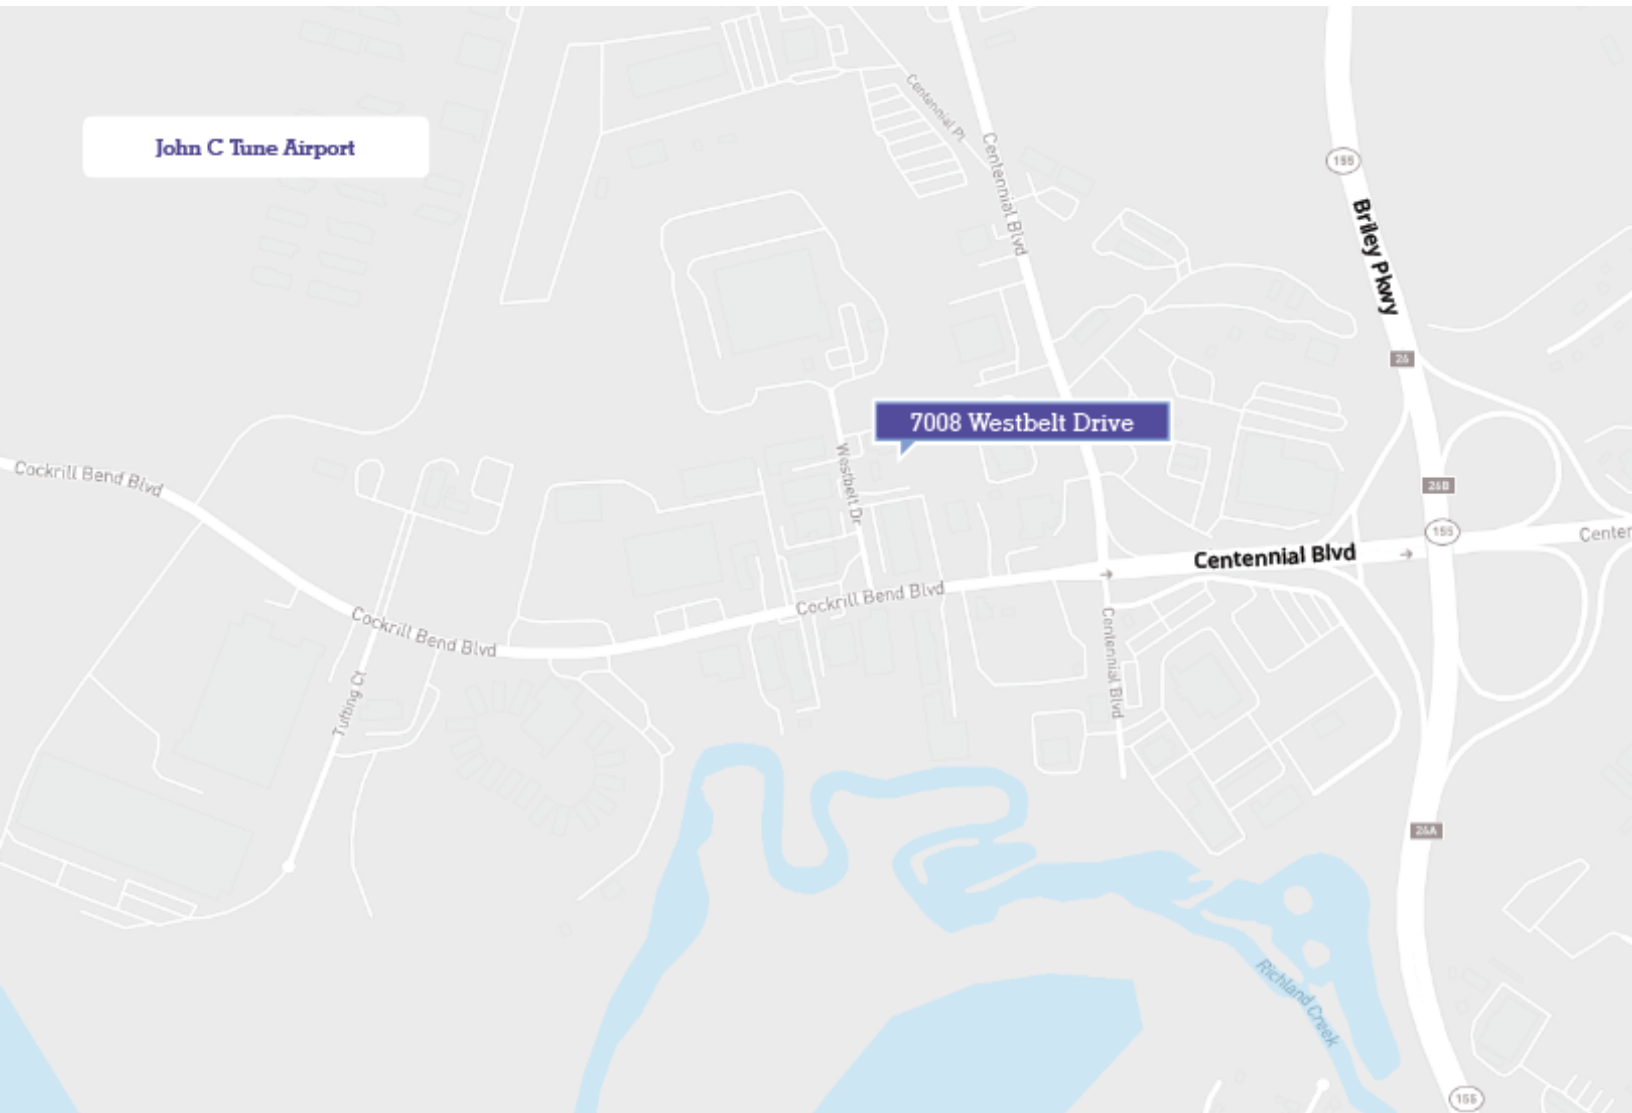 John C Tune Airport
Centennial Pl
Centennial Blvd
155
Briley Pkwy
26
7008 Westbelt Drive
Westbelt Dr
Cockrill Bend Blvd
26B
155
Center
Centennial Blvd
Cockrill Bend Blvd
Cockrill Bend Blvd
Centennial Blvd
Tufting Ct
26A
Richland Creek
155